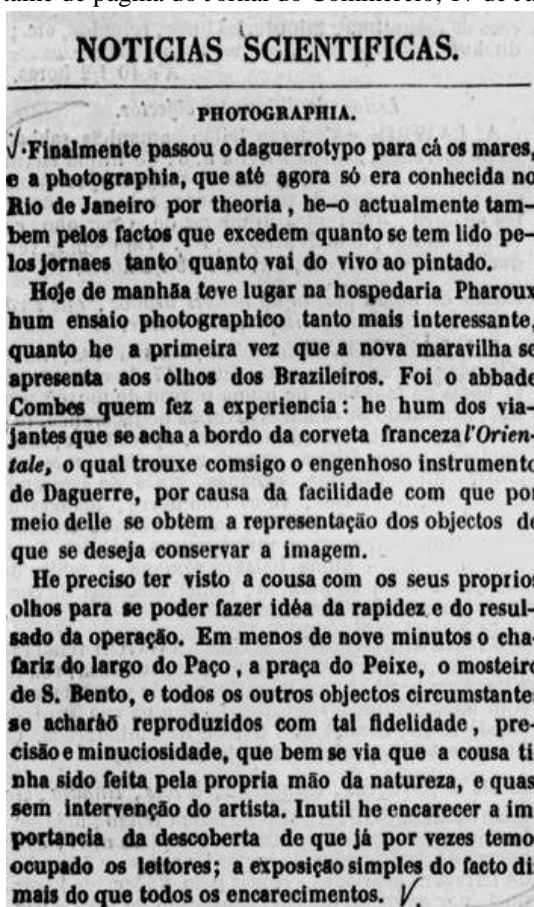 NOTICIAS SCIENTIFICAS.
PHOTOGRAPHIA.
Finalmente passou o daguerrotypo para cá os mares,
e a photographia, que até agora só era conhecida no
Rio de Janeiro por theoria, he-o actualmente tam-
bem pelos factos que excedem quanto se tem lido pe-
los jornaes tanto quanto vai do vivo ao pintado.
Hoje de manhãa teve lugar na hospedaria Pharoux
hum ensaio photographico tanto mais interessante,
quanto he a primeira vez que a nova maravilha se
apresenta aos olhos dos Brazileiros. Foi o abbade
Combes quem fez a experiencia: he hum dos via-
jantes que se acha a bordo da corveta franceza l'Orien-
tale, o qual trouxe comsigo o engenhoso instrumento
de Daguerre, por causa da facilidade com que por
meio delle se obtem a representação dos objectos de
que se deseja conservar a imagem.
He preciso ter visto a cousa com os seus proprios
olhos para se poder fazer idéa da rapidez e do resul-
sado da operação. Em menos de nove minutos o cha-
fariz do largo do Paço, a praça do Peixe, o mosteiro
de S. Bento, e todos os outros objectos circumstante
se acharão reproduzidos com tal fidelidade, pre-
cisão e minuciosidade, que bem se via que a cousa ti
nha sido feita pela propria mão da natureza, e quas
sem intervenção do artista. Inutil he encarecer a im
portancia da descoberta de que já por vezes temo
ocupado os leitores; a exposição simples do facto di
mais do que todos os encarecimentos.